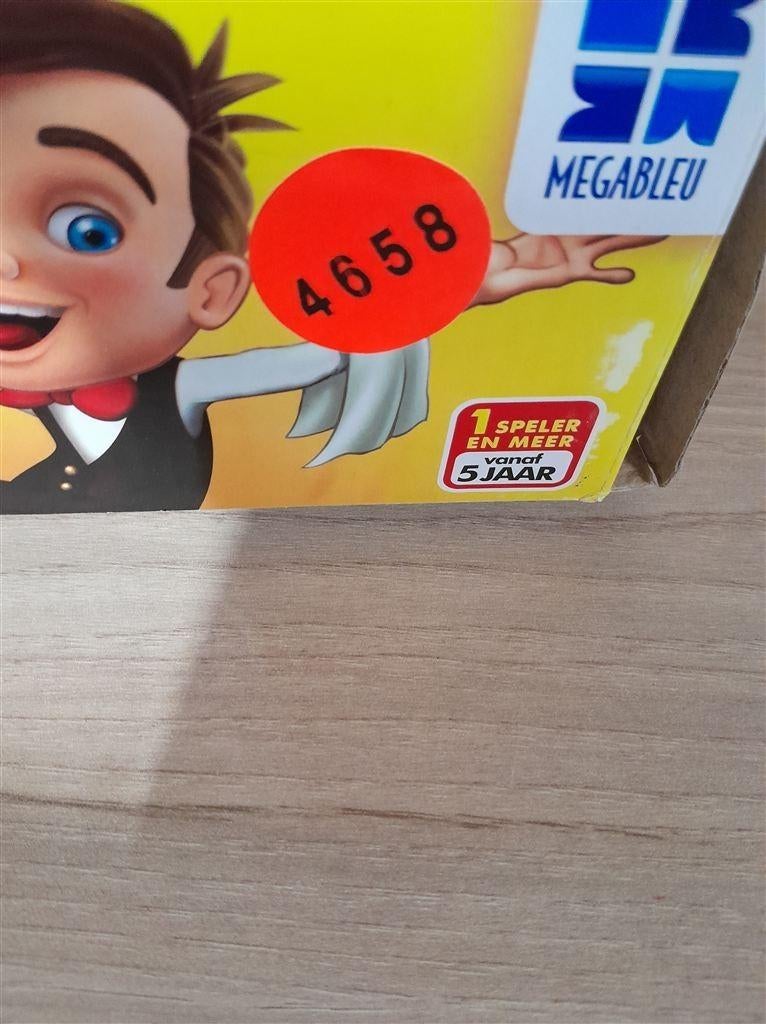 MEGABLEU
4658
1 SPELER
EN MEER
vanaf
5 JAAR